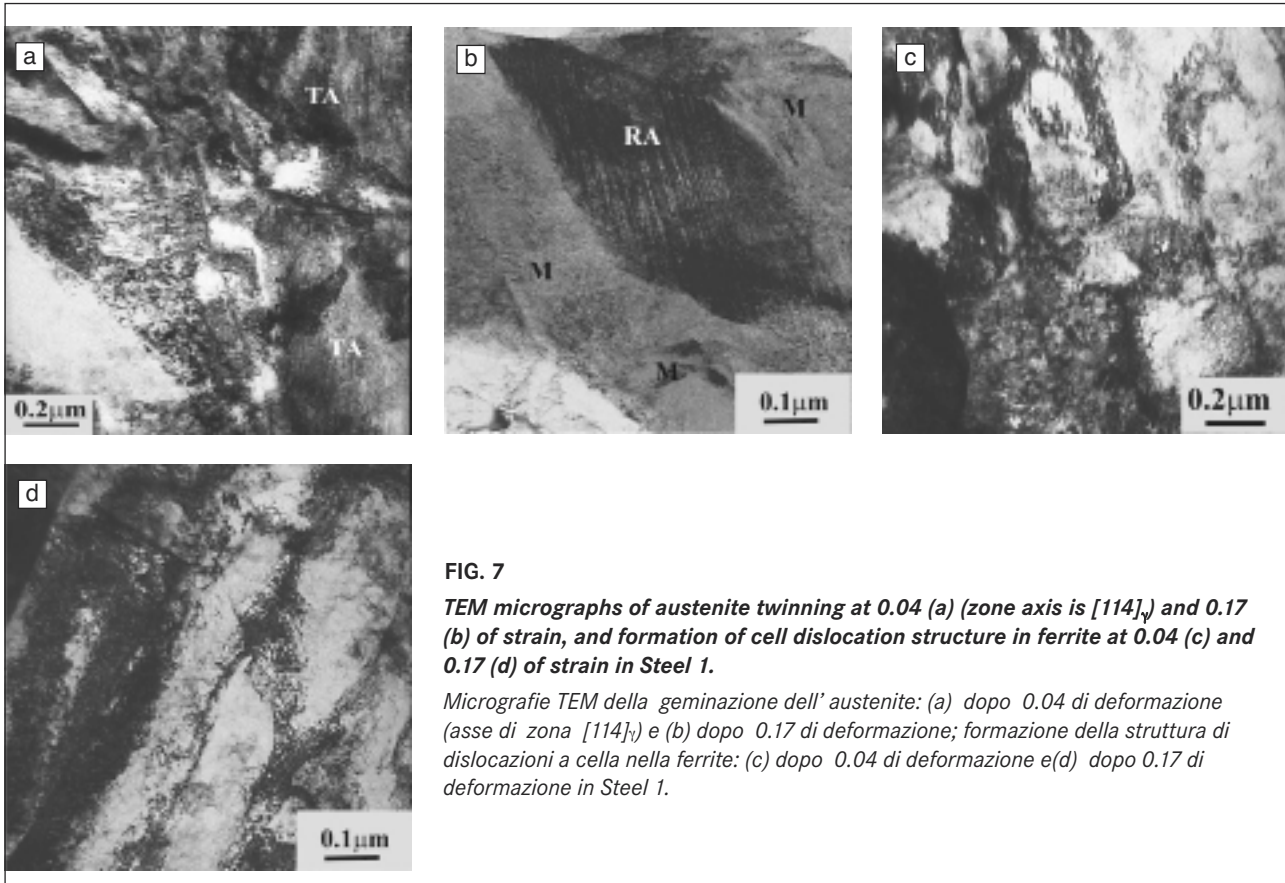 a
TA
TA
0.2µm
b
M
RA
M
M
0.1µm
c
0.2µm
d
0.1µm
FIG. 7
TEM micrographs of austenite twinning at 0.04 (a) (zone axis is [114]γ) and 0.17
(b) of strain, and formation of cell dislocation structure in ferrite at 0.04 (c) and
0.17 (d) of strain in Steel 1.
Micrografie TEM della geminazione dell' austenite: (a) dopo 0.04 di deformazione
(asse di zona [114]γ) e (b) dopo 0.17 di deformazione; formazione della struttura di
dislocazioni a cella nella ferrite: (c) dopo 0.04 di deformazione e(d) dopo 0.17 di
deformazione in Steel 1.